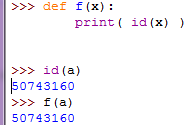 >>> def f(x):
        print( id(x) )

>>> id(a)
50743160
>>> f(a)
50743160